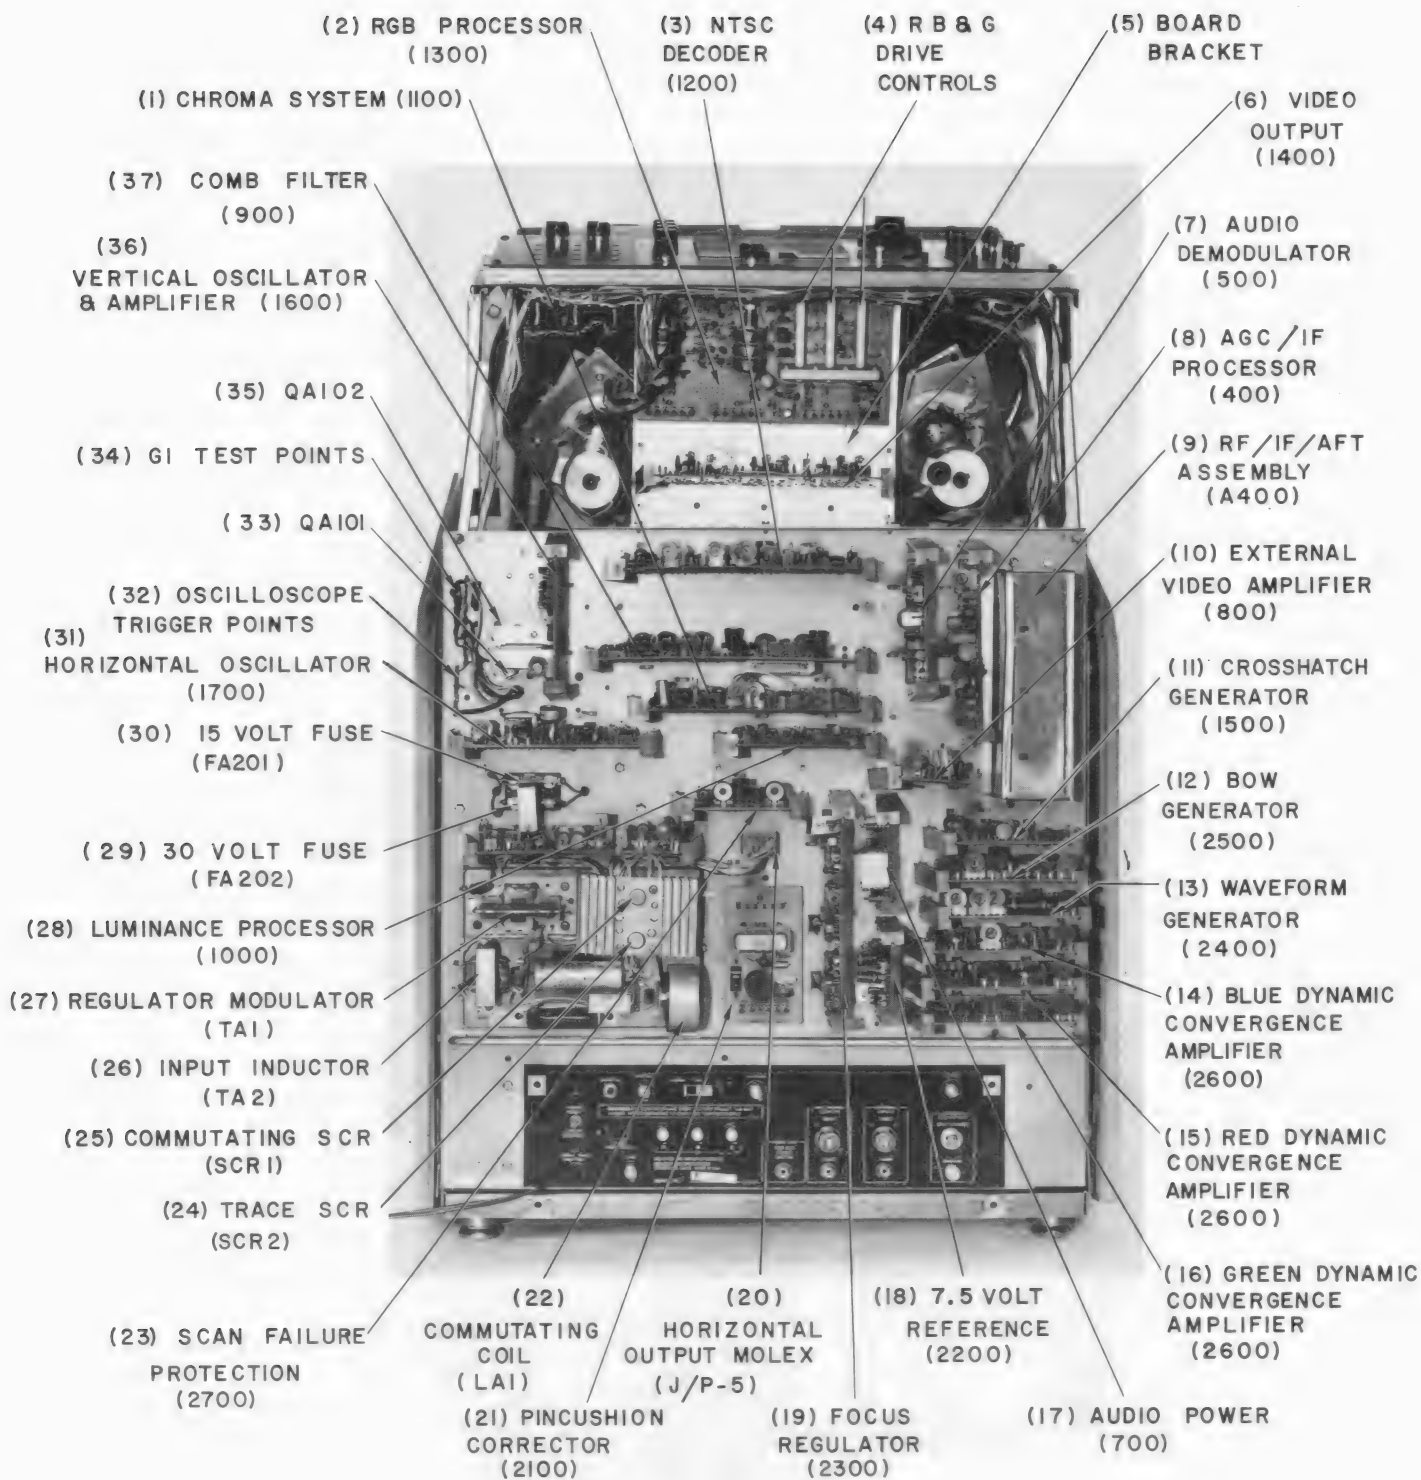 (2) RGB PROCESSOR
(1300)
(3) NTSC
DECODER
(1200)
(4) R B & G
DRIVE
CONTROLS
(5) BOARD
BRACKET
(1) CHROMA SYSTEM (1100)
(6) VIDEO
OUTPUT
(1400)
(37) COMB FILTER
(900)
(7) AUDIO
DEMODULATOR
(500)
(36)
VERTICAL OSCILLATOR
& AMPLIFIER (1600)
(8) AGC/IF
PROCESSOR
(400)
(35) QA102
(34) G1 TEST POINTS
(9) RF/IF/AFT
ASSEMBLY
(A400)
(33) QA101
(10) EXTERNAL
VIDEO AMPLIFIER
(800)
(32) OSCILLOSCOPE
TRIGGER POINTS
(31)
HORIZONTAL OSCILLATOR
(1700)
(11) CROSSHATCH
GENERATOR
(1500)
(30) 15 VOLT FUSE
(FA201)
(12) BOW
GENERATOR
(2500)
(29) 30 VOLT FUSE
(FA202)
(13) WAVEFORM
GENERATOR
(2400)
(28) LUMINANCE PROCESSOR
(1000)
(27) REGULATOR MODULATOR
(TA1)
(14) BLUE DYNAMIC
CONVERGENCE
AMPLIFIER
(2600)
(26) INPUT INDUCTOR
(TA2)
(25) COMMUTATING SCR
(SCR1)
(15) RED DYNAMIC
CONVERGENCE
AMPLIFIER
(2600)
(24) TRACE SCR
(SCR2)
(16) GREEN DYNAMIC
CONVERGENCE
AMPLIFIER
(2600)
(23) SCAN FAILURE
PROTECTION
(2700)
(22)
COMMUTATING
COIL
(LA1)
(20)
HORIZONTAL
OUTPUT MOLEX
(J/P-5)
(18) 7.5 VOLT
REFERENCE
(2200)
(21) PINCUSHION
CORRECTOR
(2100)
(19) FOCUS
REGULATOR
(2300)
(17) AUDIO POWER
(700)